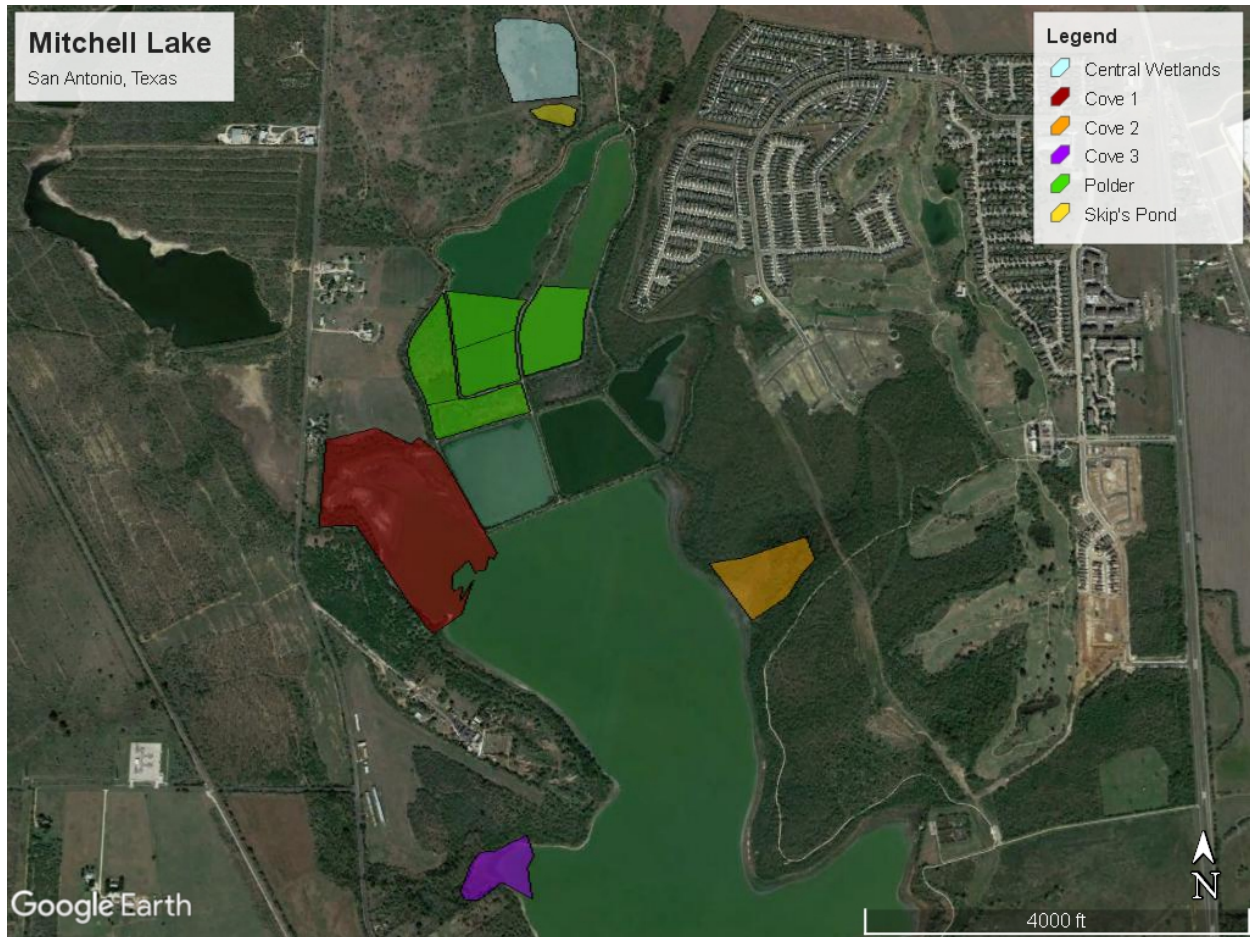 Mitchell Lake
San Antonio, Texas
Legend
Central Wetlands
Cove 1
Cove 2
Cove 3
Polder
Skip's Pond
N
Google Earth
4000 ft